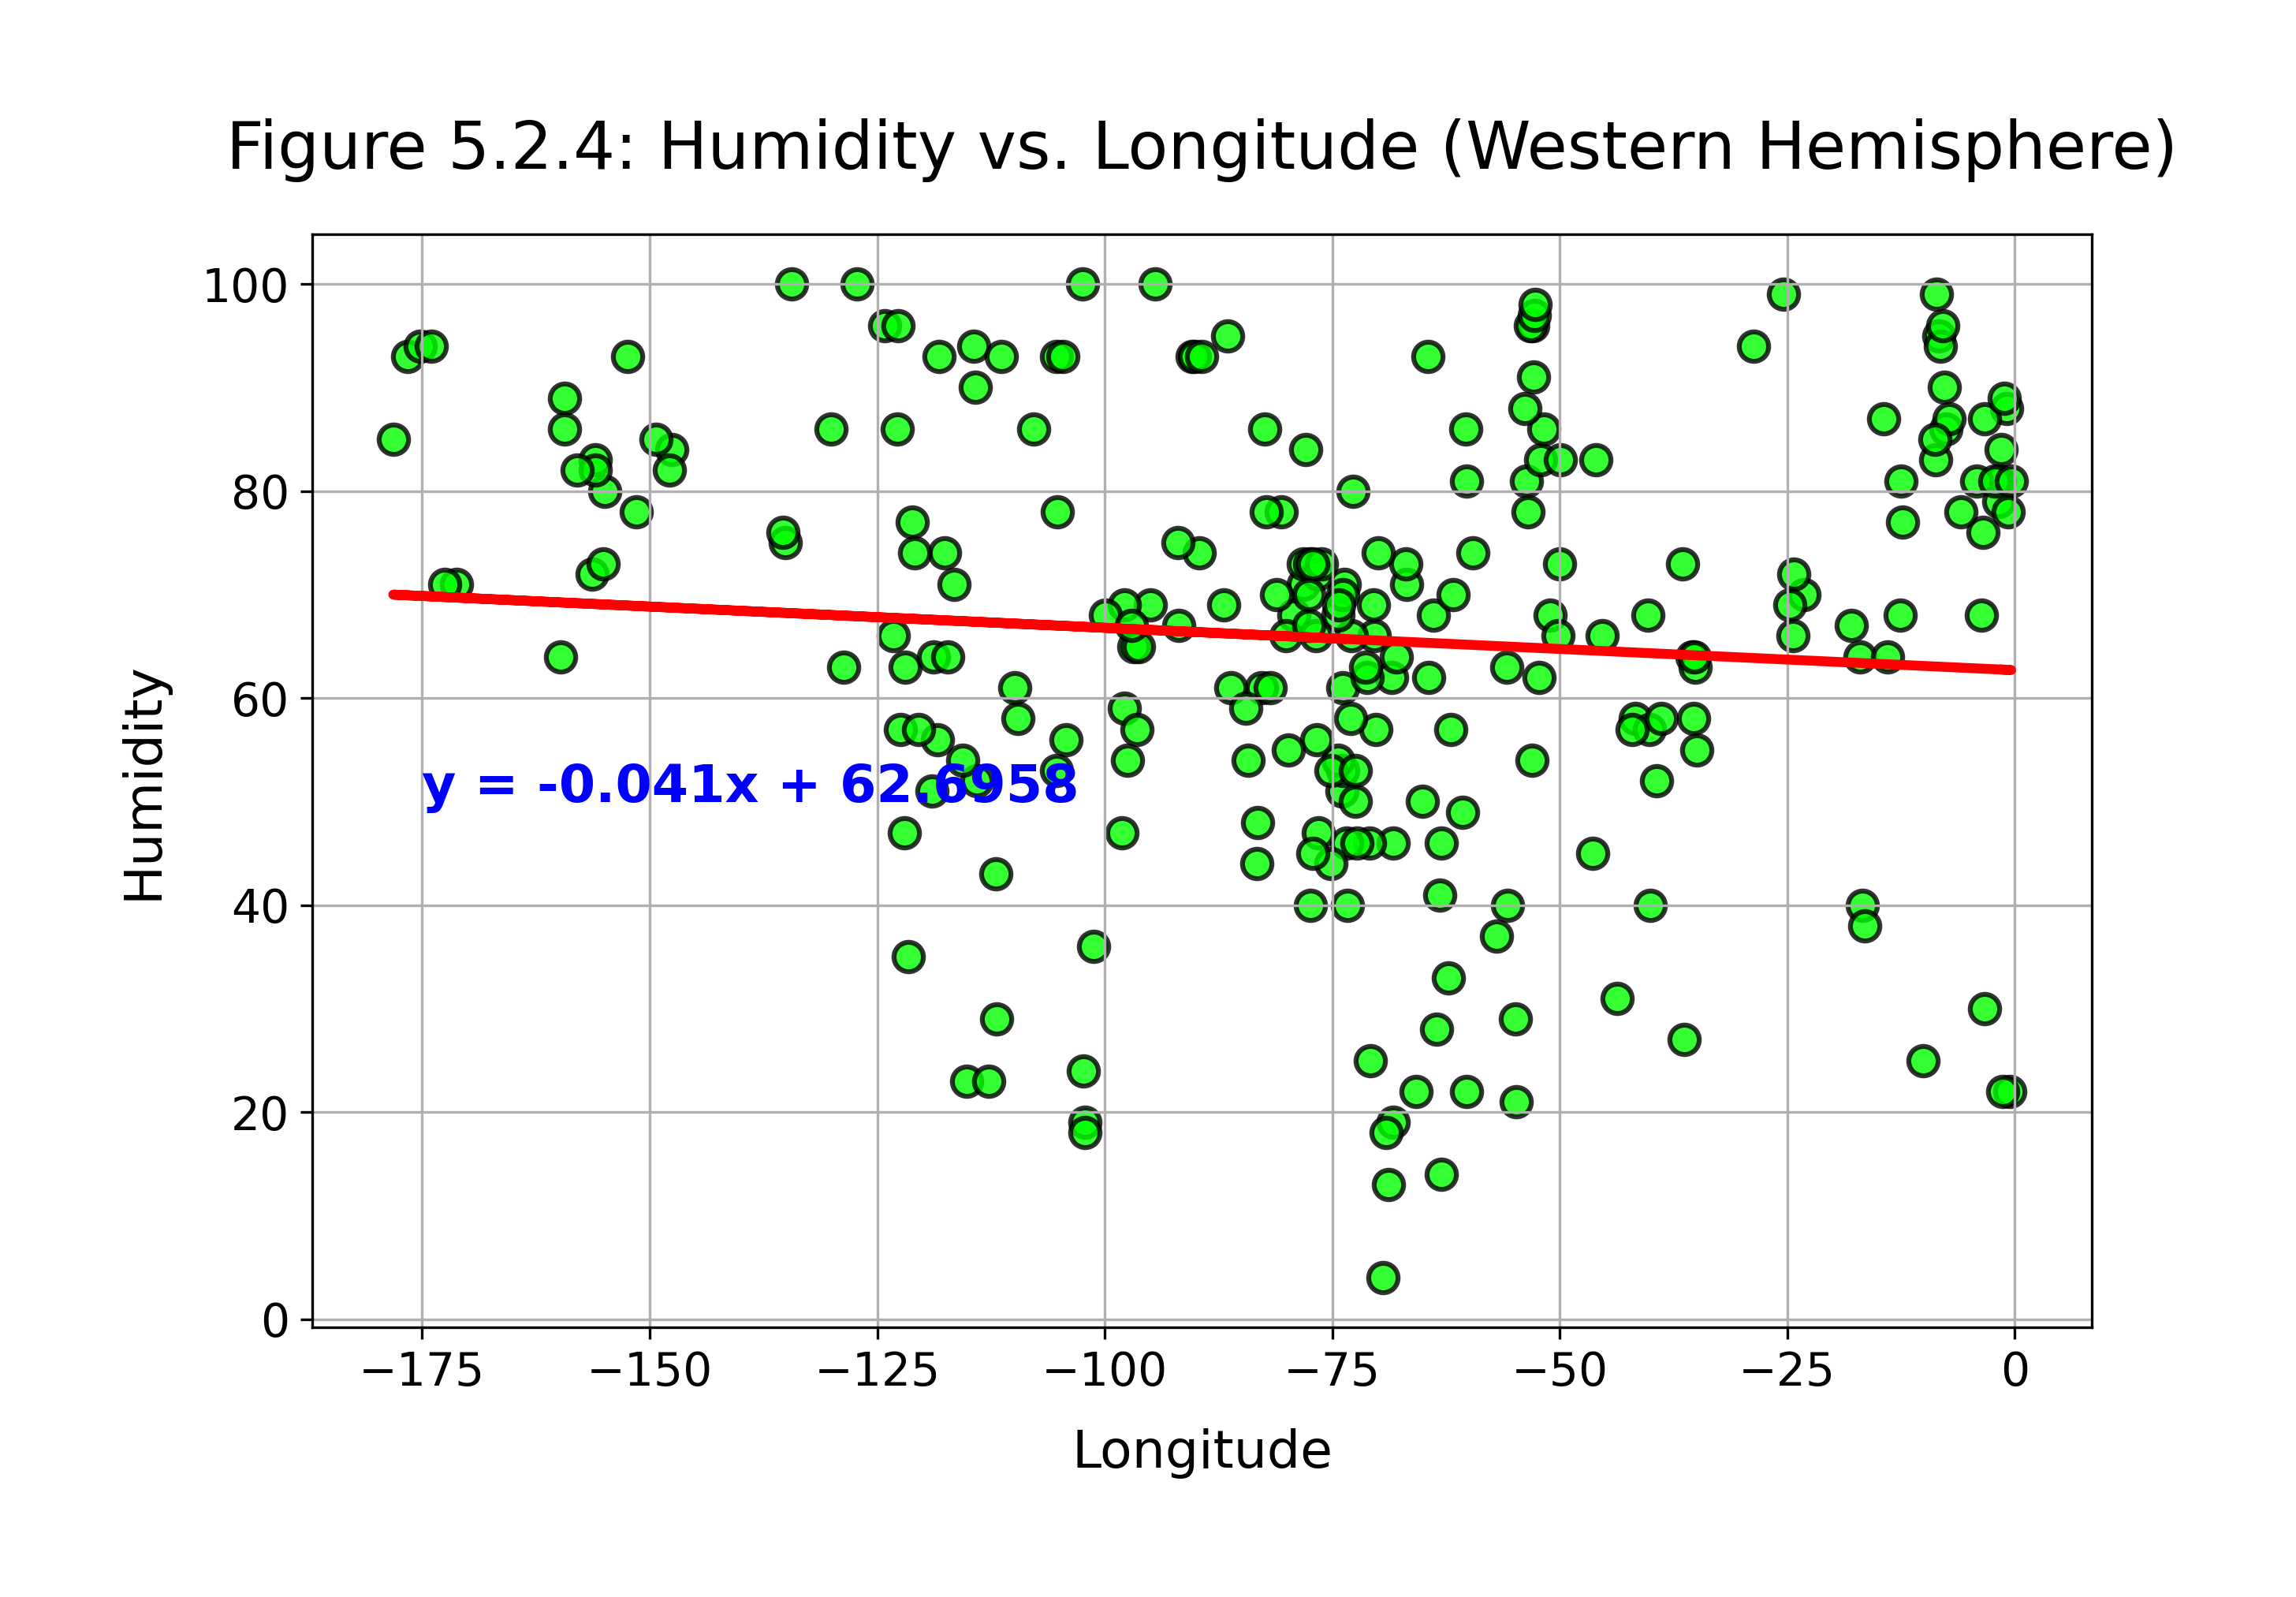 Figure 5.2.4: Humidity vs. Longitude (Western Hemisphere)
100
80
60
40
20
0
Humidity
y = -0.041x + 62.6958
−175 −150 −125 −100 −75 −50 −25 0
Longitude